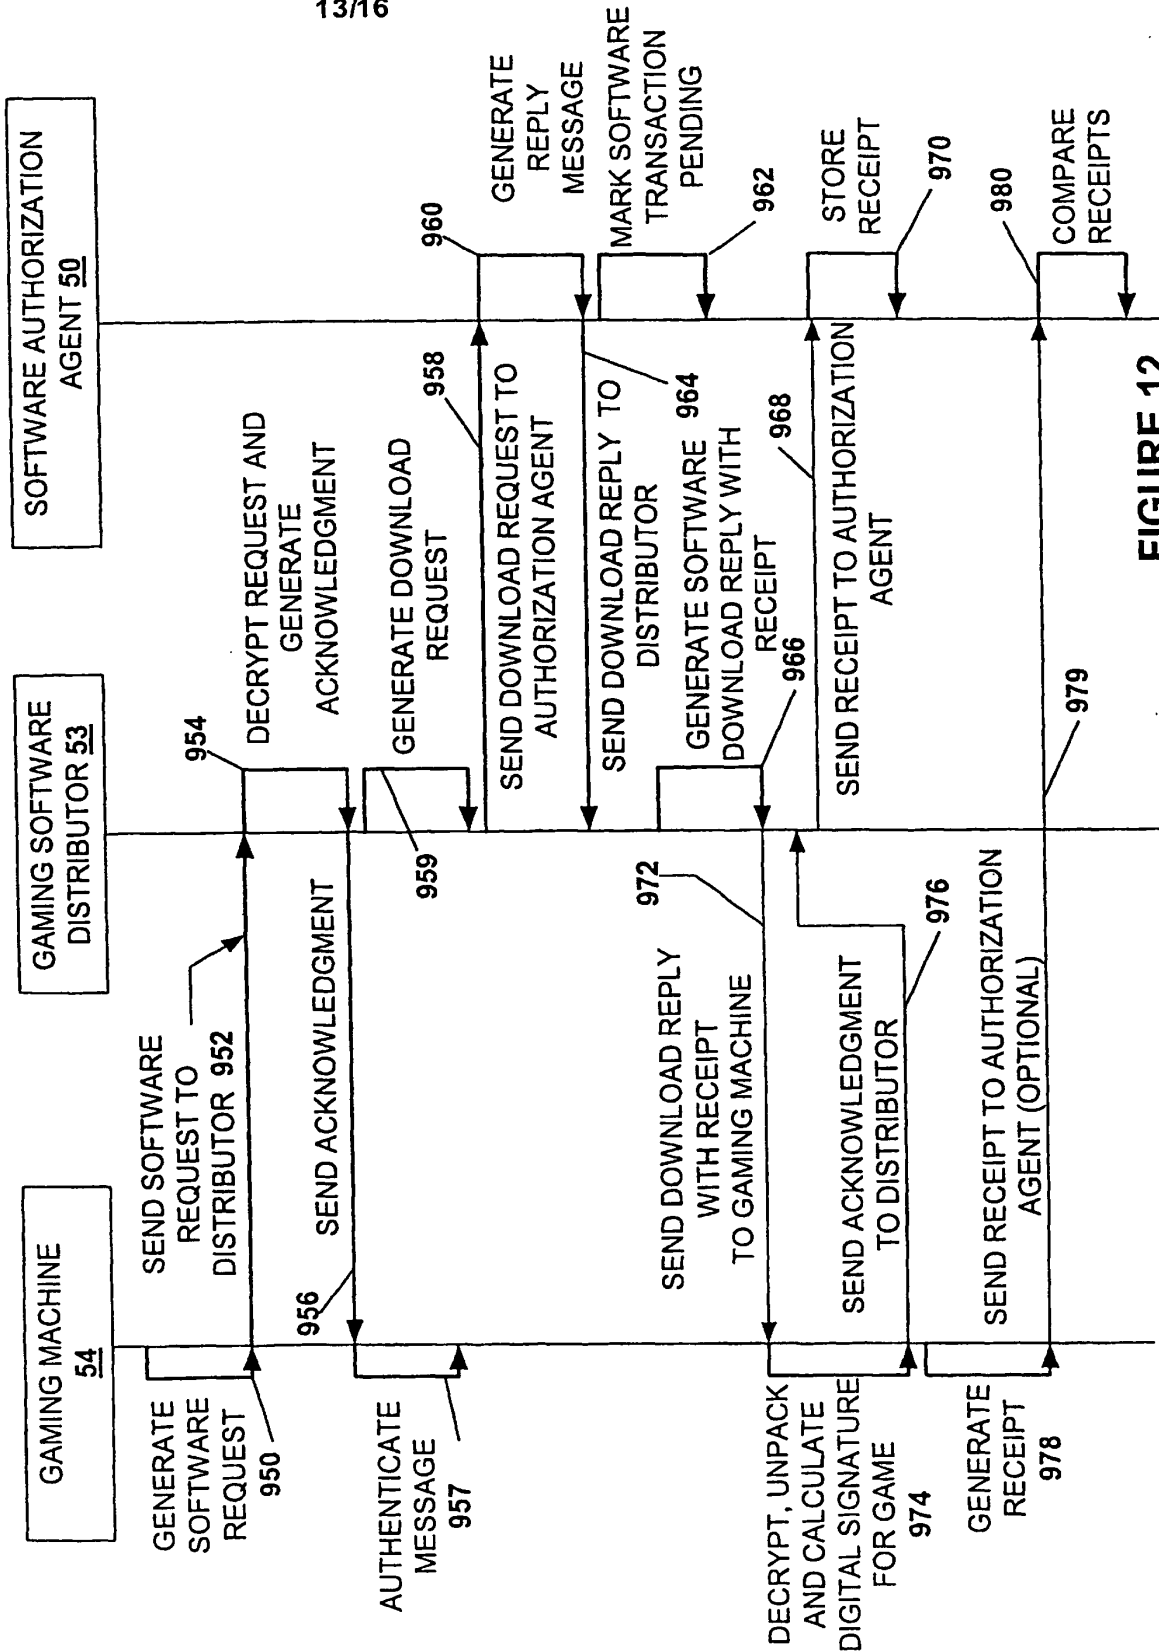 13/16
GAMING MACHINE
54
GAMING SOFTWARE
DISTRIBUTOR 53
SOFTWARE AUTHORIZATION
AGENT 50
GENERATE
SOFTWARE
REQUEST
950
SEND SOFTWARE
REQUEST TO
DISTRIBUTOR 952
954
DECRYPT REQUEST AND
GENERATE
ACKNOWLEDGMENT
SEND ACKNOWLEDGMENT
956
AUTHENTICATE
MESSAGE
957
GENERATE DOWNLOAD
REQUEST
959
958
SEND DOWNLOAD REQUEST TO
AUTHORIZATION AGENT
960
GENERATE
REPLY
MESSAGE
MARK SOFTWARE
TRANSACTION
PENDING
962
SEND DOWNLOAD REPLY TO
DISTRIBUTOR
964
GENERATE SOFTWARE
DOWNLOAD REPLY WITH
RECEIPT
966
968
SEND RECEIPT TO AUTHORIZATION
AGENT
STORE
RECEIPT
970
972
SEND DOWNLOAD REPLY
WITH RECEIPT
TO GAMING MACHINE
DECRYPT, UNPACK
AND CALCULATE
DIGITAL SIGNATURE
FOR GAME
974
SEND ACKNOWLEDGMENT
TO DISTRIBUTOR
976
GENERATE
RECEIPT
978
SEND RECEIPT TO AUTHORIZATION
AGENT (OPTIONAL)
979
980
COMPARE
RECEIPTS
FIGURE 12